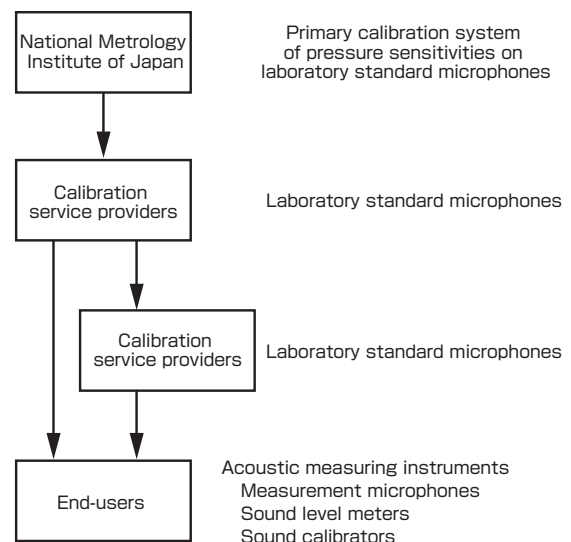 National Metrology
Institute of Japan
Primary calibration system
of pressure sensitivities on
laboratory standard microphones
Calibration
service providers
Laboratory standard microphones
Calibration
service providers
Laboratory standard microphones
End-users
Acoustic measuring instruments
Measurement microphones
Sound level meters
Sound calibrators